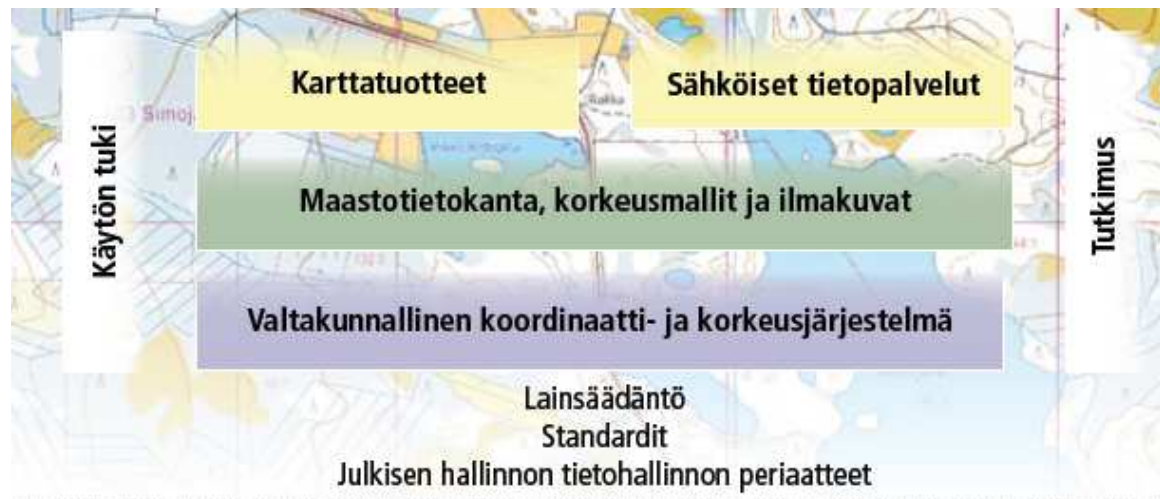 Karttatuotteet
Sähköiset tietopalvelut
Käytön tuki
Simoj
Maastotietokanta, korkeusmallit ja ilmakuvat
Tutkimus
Valtakunnallinen koordinaatti- ja korkeusjärjestelmä
Lainsäädäntö
Standardit
Julkisen hallinnon tietohallinnon periaatteet